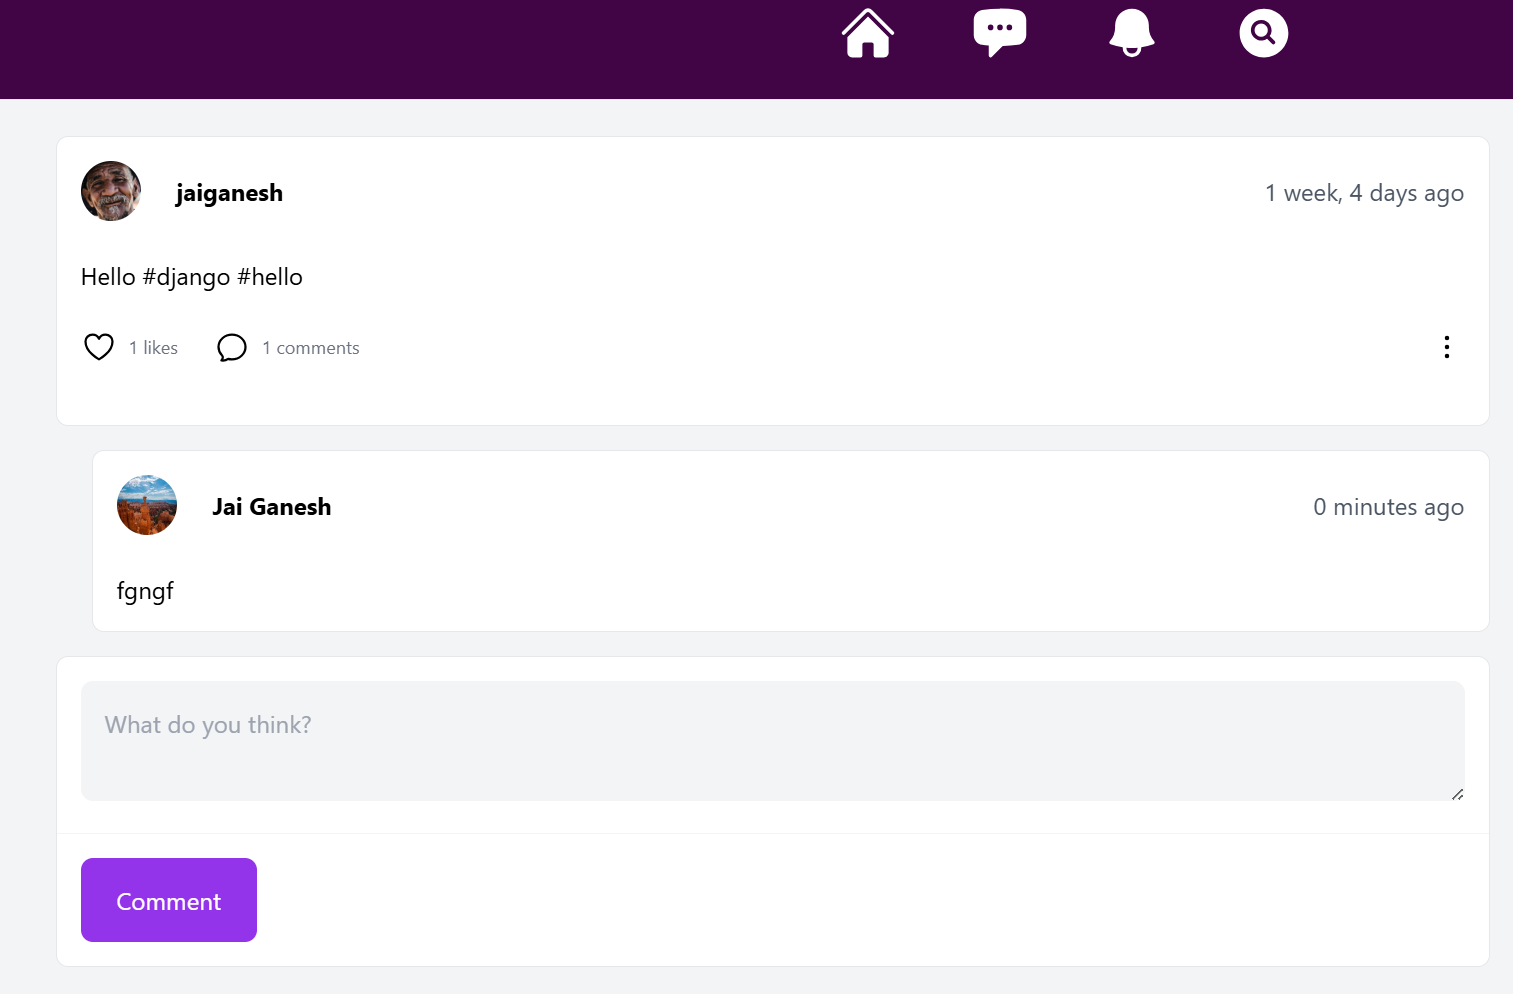 jaiganesh
1 week, 4 days ago
Hello #django #hello
1 likes
1 comments
Jai Ganesh
0 minutes ago
fgngf
What do you think?
Comment